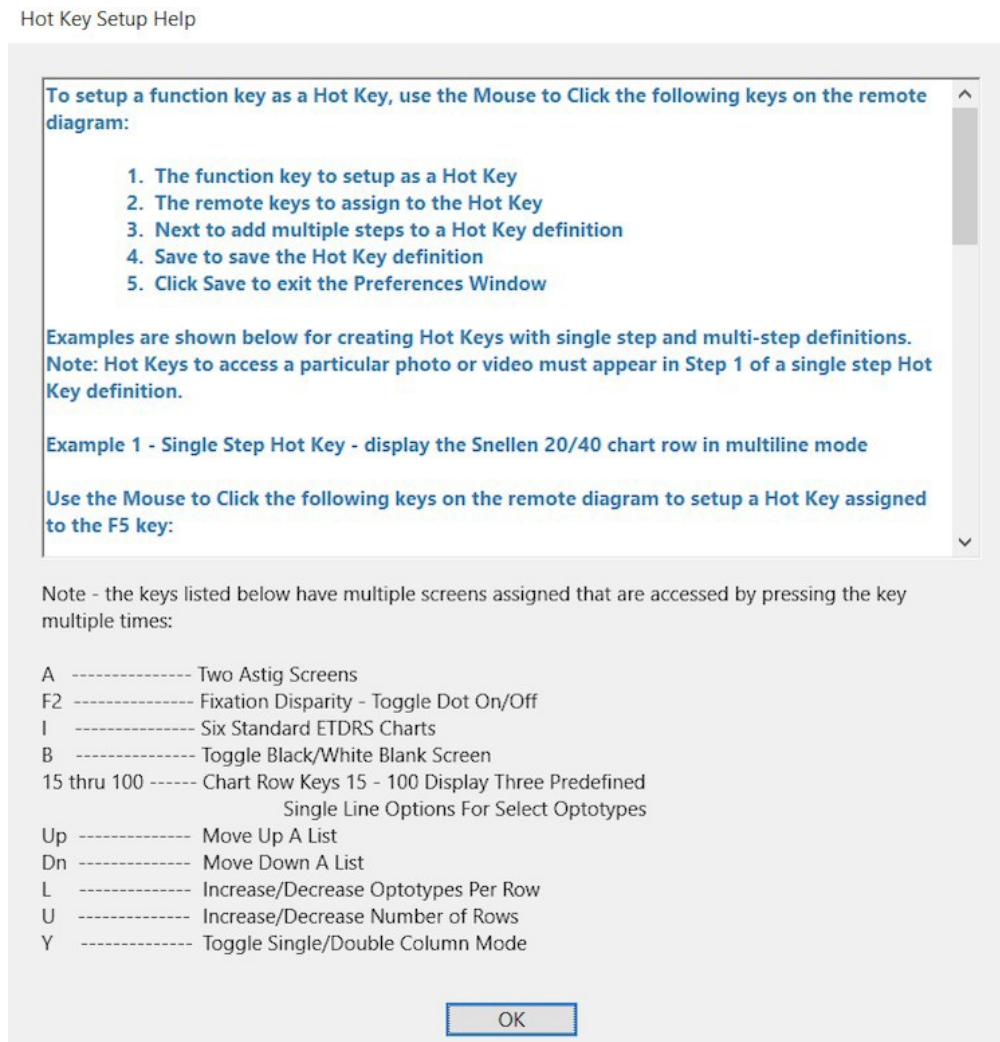 Hot Key Setup Help
To setup a function key as a Hot Key, use the Mouse to Click the following keys on the remote
diagram:
1. The function key to setup as a Hot Key
2. The remote keys to assign to the Hot Key
3. Next to add multiple steps to a Hot Key definition
4. Save to save the Hot Key definition
5. Click Save to exit the Preferences Window
Examples are shown below for creating Hot Keys with single step and multi-step definitions.
Note: Hot Keys to access a particular photo or video must appear in Step 1 of a single step Hot
Key definition.
Example 1 - Single Step Hot Key - display the Snellen 20/40 chart row in multiline mode
Use the Mouse to Click the following keys on the remote diagram to setup a Hot Key assigned
to the F5 key:
Note - the keys listed below have multiple screens assigned that are accessed by pressing the key
multiple times:
A --------------- Two Astig Screens
F2 --------------- Fixation Disparity - Toggle Dot On/Off
I --------------- Six Standard ETDRS Charts
B --------------- Toggle Black/White Blank Screen
15 thru 100 ------ Chart Row Keys 15 - 100 Display Three Predefined
Single Line Options For Select Optotypes
Up -------------- Move Up A List
Dn -------------- Move Down A List
L -------------- Increase/Decrease Optotypes Per Row
U -------------- Increase/Decrease Number of Rows
Y -------------- Toggle Single/Double Column Mode
OK